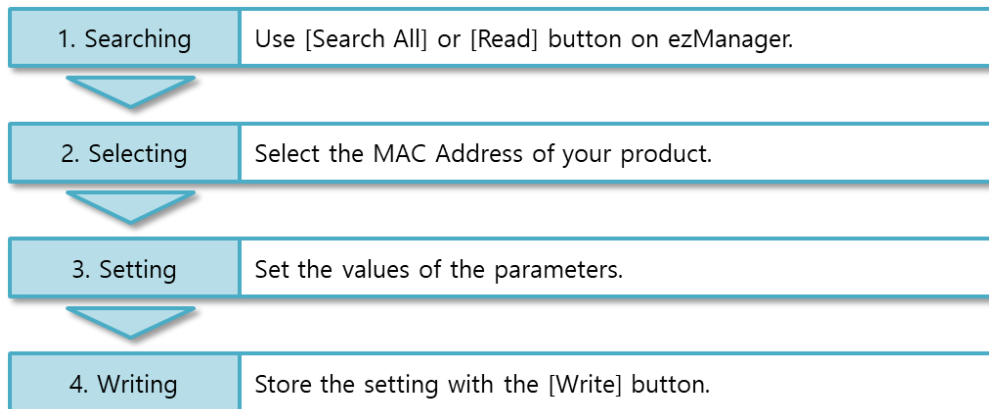 1. Searching
Use [Search All] or [Read] button on ezManager.
2. Selecting
Select the MAC Address of your product.
3. Setting
Set the values of the parameters.
4. Writing
Store the setting with the [Write] button.